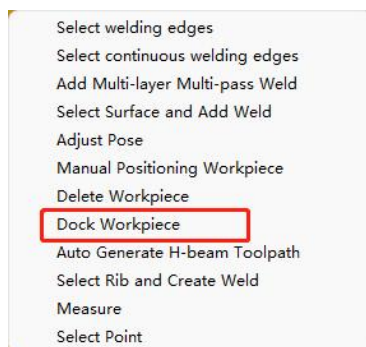 Select welding edges
Select continuous welding edges
Add Multi-layer Multi-pass Weld
Select Surface and Add Weld
Adjust Pose
Manual Positioning Workpiece
Delete Workpiece
Dock Workpiece
Auto Generate H-beam Toolpath
Select Rib and Create Weld
Measure
Select Point